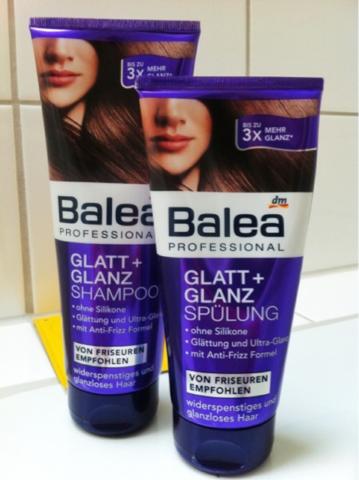 BIS ZU
3X MEHR
GLANZ*
Balea
PROFESSIONAL
GLATT +
GLANZ
SHAMPOO
• ohne Silikone
• Glättung und Ultra-Glanz
• mit Anti-Frizz Formel
VON FRISEUREN
EMPFOHLEN
widerspenstiges und
glanzloses Haar
BIS ZU
3X MEHR
GLANZ*
dm
Balea
PROFESSIONAL
GLATT +
GLANZ
SPÜLUNG
• ohne Silikone
• Glättung und Ultra-Glanz
• mit Anti-Frizz Formel
VON FRISEUREN
EMPFOHLEN
widerspenstiges und
glanzloses Haar